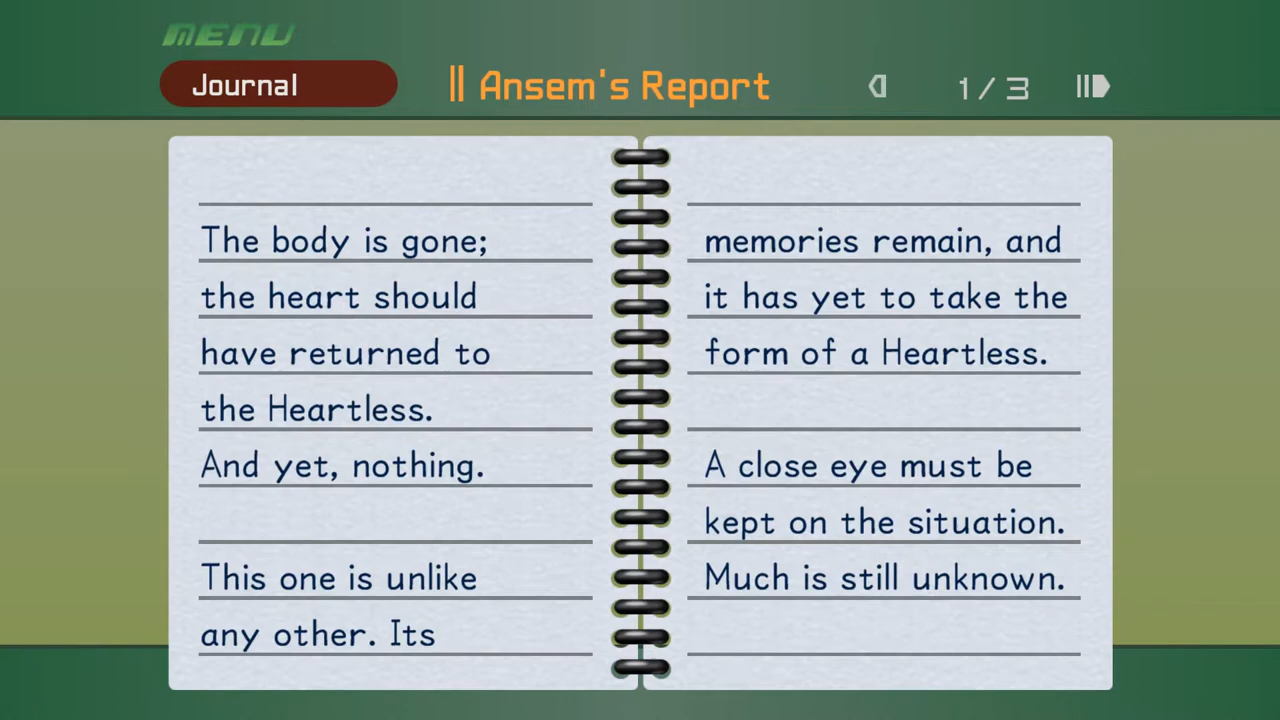 MENU
Journal
Ansem's Report
1/3
The body is gone;
the heart should
have returned to
the Heartless.
And yet, nothing.
This one is unlike
any other. Its
memories remain, and
it has yet to take the
form of a Heartless.
A close eye must be
kept on the situation.
Much is still unknown.